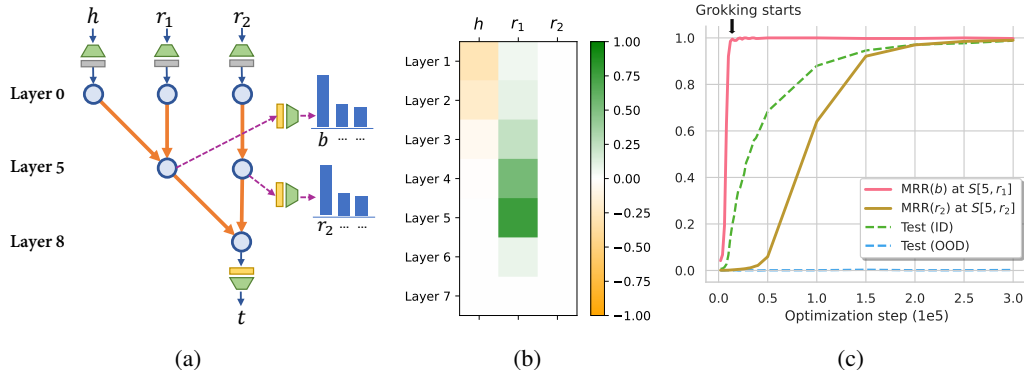 h r₁ r₂
Layer 0
Layer 5
Layer 8
b ... ...
r₂ ... ...
t
(a)
h r₁ r₂
Layer 1
Layer 2
Layer 3
Layer 4
Layer 5
Layer 6
Layer 7
1.00
0.75
0.50
0.25
0.00
−0.25
−0.50
−0.75
−1.00
(b)
Grokking starts
1.0
0.8
0.6
0.4
0.2
0.0
MRR(b) at S[5, r₁]
MRR(r₂) at S[5, r₂]
Test (ID)
Test (OOD)
0.0 0.5 1.0 1.5 2.0 2.5 3.0
Optimization step (1e5)
(c)